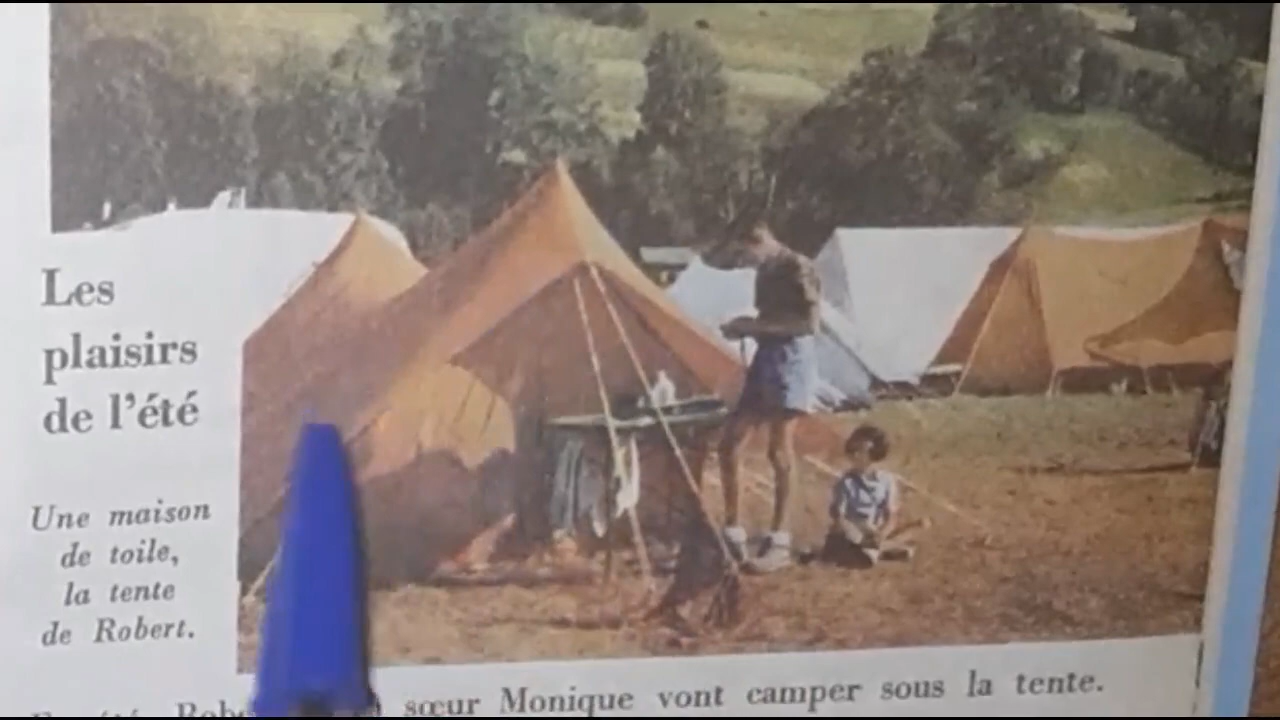 Les
plaisirs
de l'été
Une maison
de toile,
la tente
de Robert.
sœur Monique vont camper sous la tente.